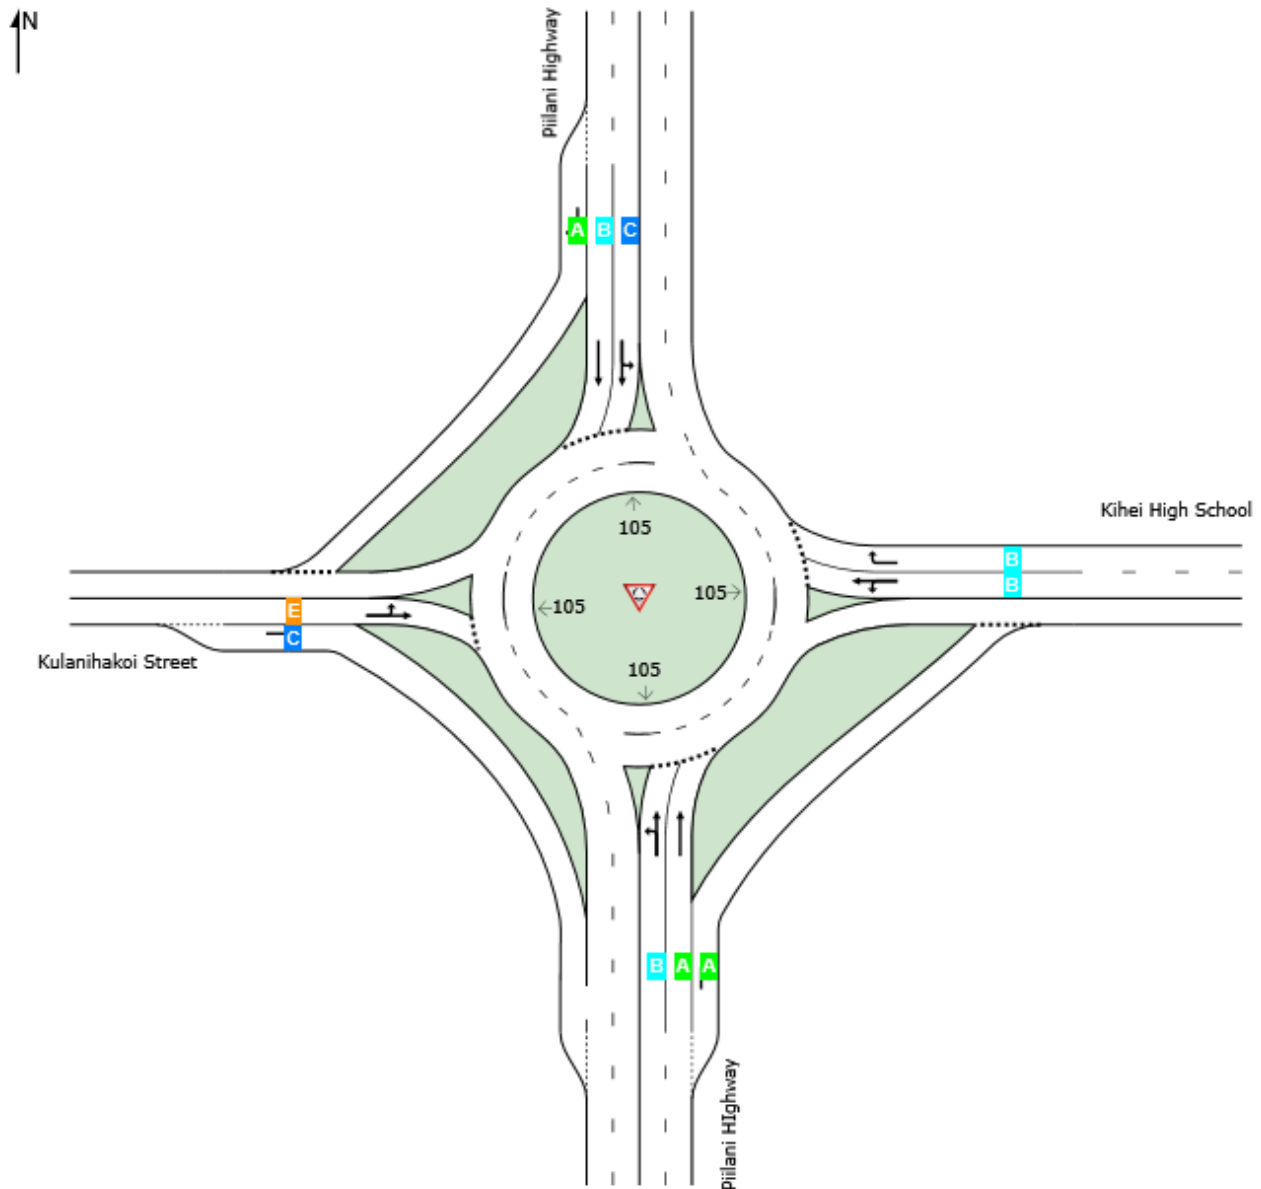 N
Piilani Highway
A B C
105
Kihei High School
B
B
105
105
E
C
Kulanihakoi Street
105
B A A
Piilani HIghway